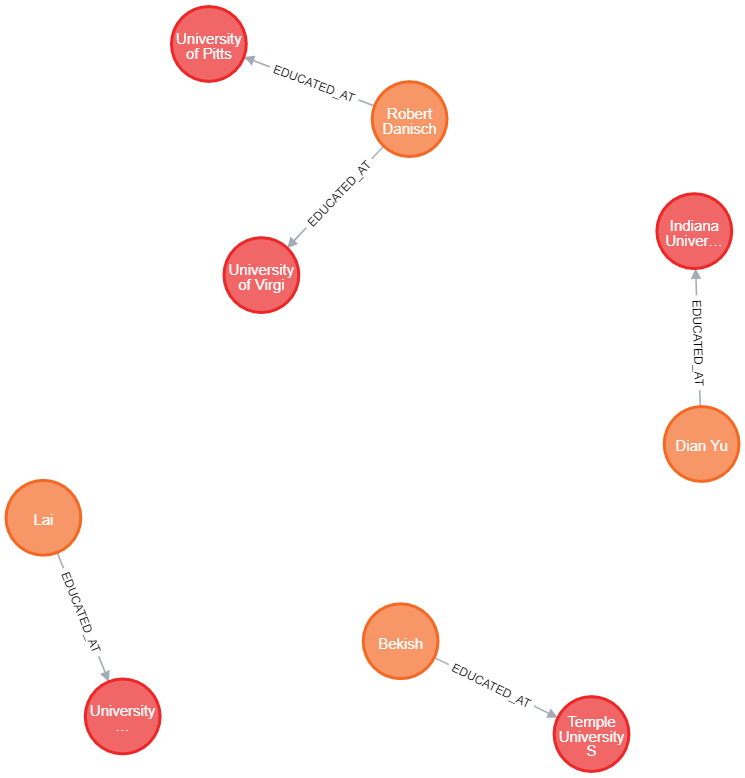 University
of Pitts
EDUCATED_AT
Robert
Danisch
EDUCATED_AT
University
of Virgi
Indiana
Univer...
EDUCATED_AT
Dian Yu
Lai
EDUCATED_AT
University
...
Bekish
EDUCATED_AT
Temple
University
S